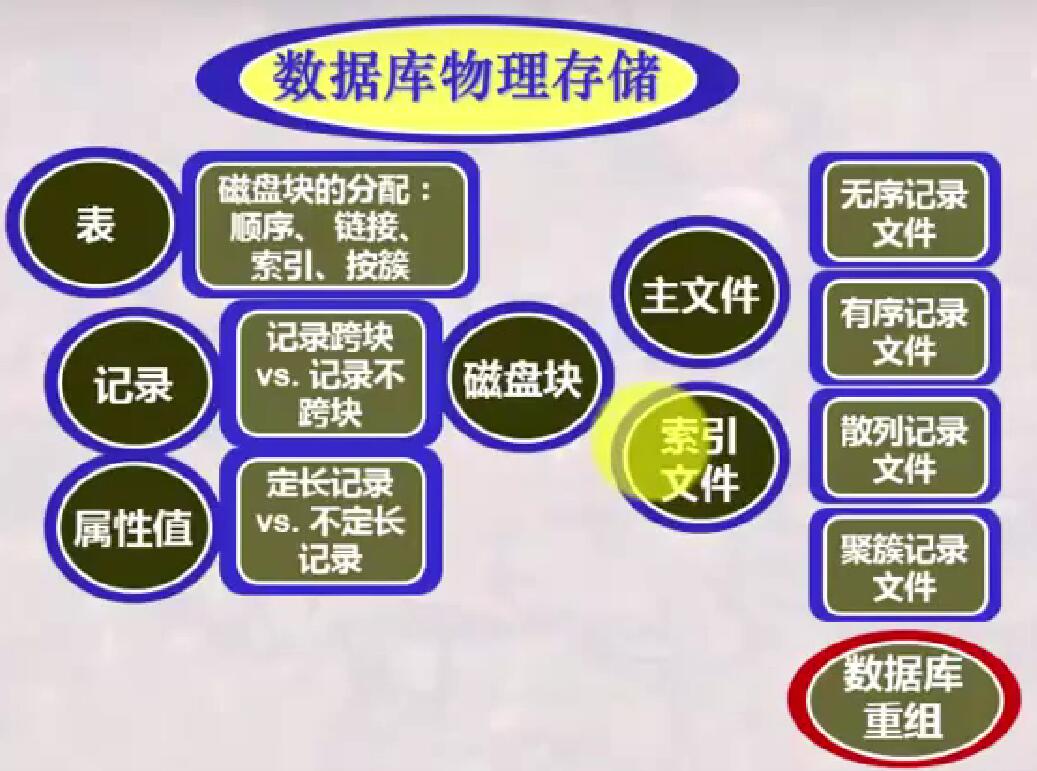 数据库物理存储
表
磁盘块的分配：
顺序、 链接、
索引、按簇
记录
记录跨块
vs. 记录不
跨块
磁盘块
属性值
定长记录
vs. 不定长
记录
主文件
索引
文件
无序记录
文件
有序记录
文件
散列记录
文件
聚簇记录
文件
数据库
重组